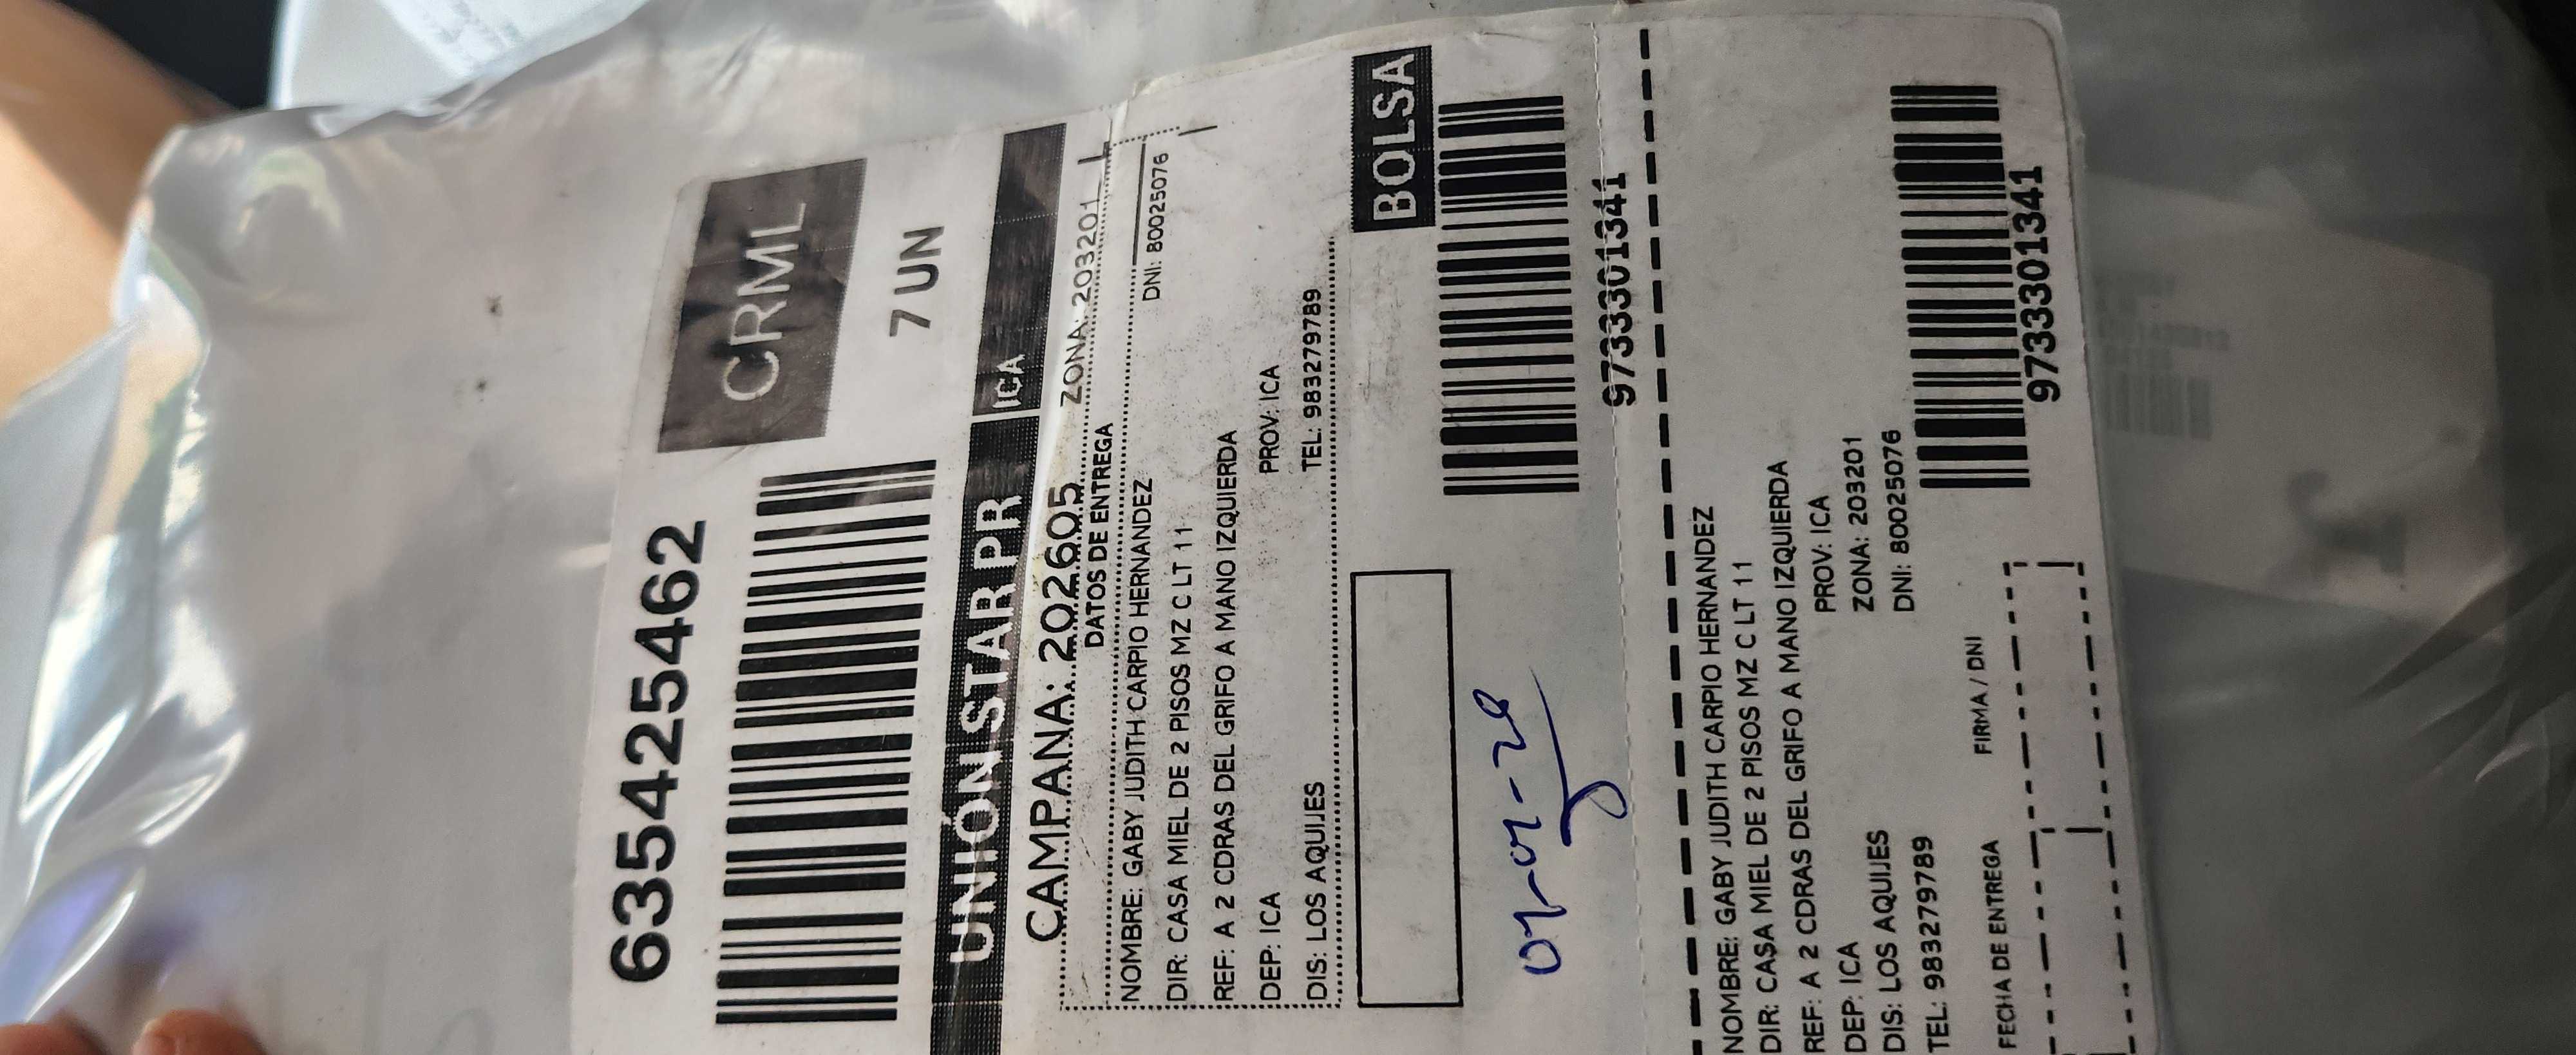 6354425462
CRML
7 UN
UNIÓN STAR PR ICA
CAMPAÑA: 202605 ZONA: 203201
DATOS DE ENTREGA
NOMBRE: GABY JUDITH CARPIO HERNANDEZ DNI: 80025076
DIR: CASA MIEL DE 2 PISOS MZ C LT 11
REF: A 2 CDRAS DEL GRIFO A MANO IZQUIERDA
DEP: ICA PROV: ICA
DIS: LOS AQUIJES TEL: 983279789
BOLSA
9733301341
NOMBRE: GABY JUDITH CARPIO HERNANDEZ
DIR: CASA MIEL DE 2 PISOS MZ C LT 11
REF: A 2 CDRAS DEL GRIFO A MANO IZQUIERDA
DEP: ICA PROV: ICA
DIS: LOS AQUIJES ZONA: 203201
TEL: 983279789 DNI: 80025076
9733301341
FECHA DE ENTREGA FIRMA / DNI